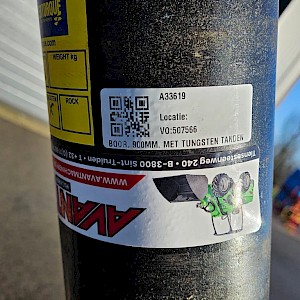 WEIGHT kg
ROCK
A33619
Locatie:
VO:507566
BOOR. 900MM. MET TUNGSTEN TANDEN
Tiensesteenweg 240 • B-3800 Sint-Truiden • T
WWW.AVANTMACHI
AVANT